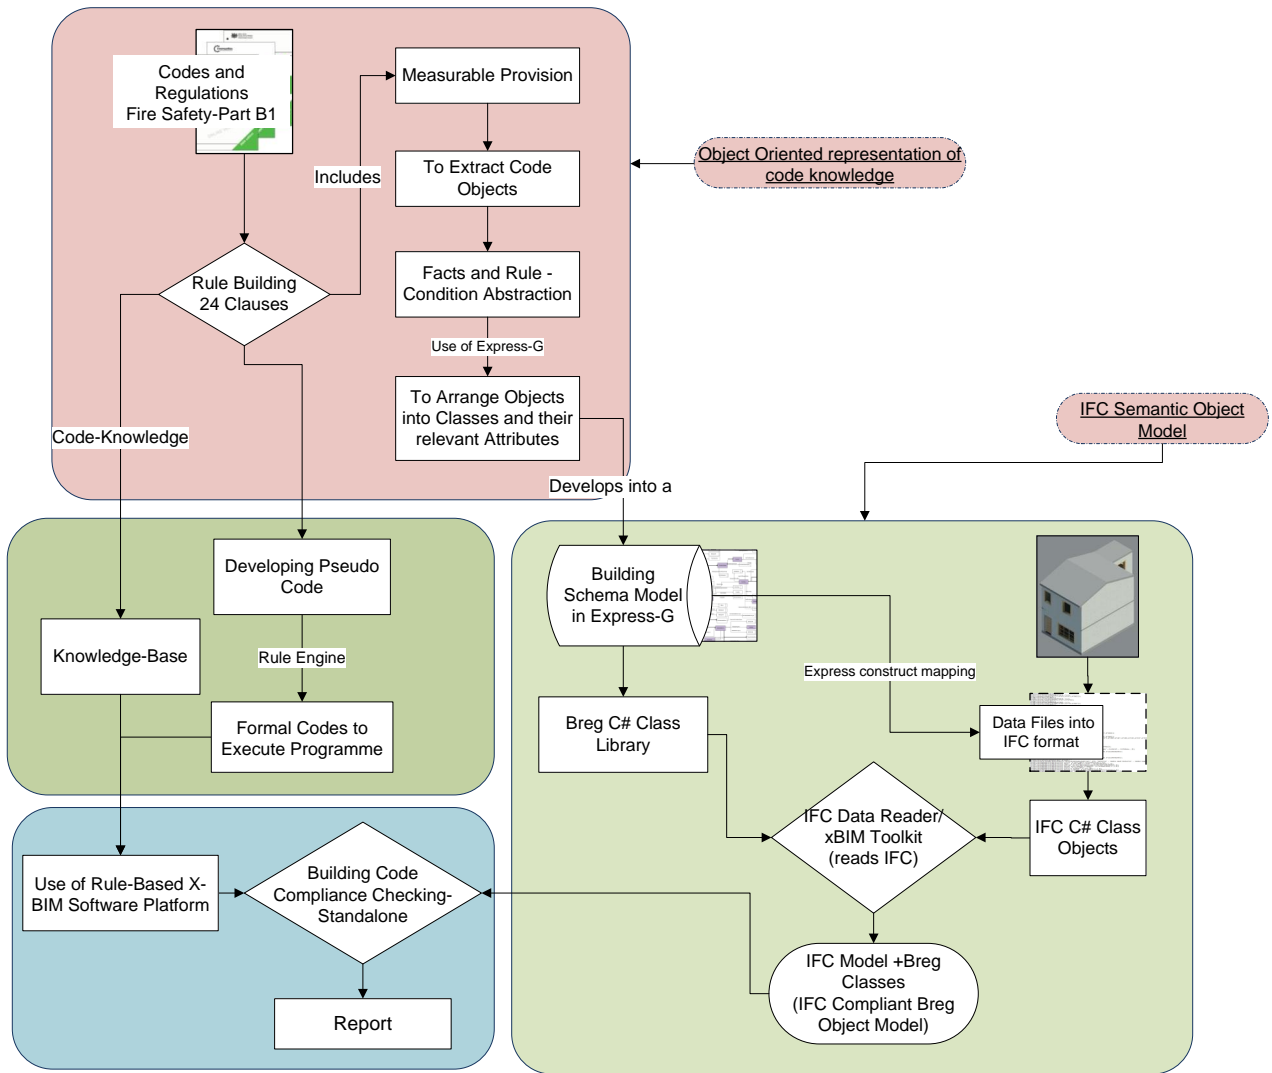 Codes and
Regulations
Fire Safety-Part B1
Measurable Provision
Includes
To Extract Code
Objects
Object Oriented representation of
code knowledge
Rule Building
24 Clauses
Facts and Rule -
Condition Abstraction
Use of Express-G
To Arrange Objects
into Classes and their
relevant Attributes
Code-Knowledge
IFC Semantic Object
Model
Develops into a
Developing Pseudo
Code
Building
Schema Model
in Express-G
Knowledge-Base
Rule Engine
Express construct mapping
Formal Codes to
Execute Programme
Breg C# Class
Library
Data Files into
IFC format
IFC Data Reader/
xBIM Toolkit
(reads IFC)
IFC C# Class
Objects
Use of Rule-Based X-
BIM Software Platform
Building Code
Compliance Checking-
Standalone
IFC Model +Breg
Classes
(IFC Compliant Breg
Object Model)
Report